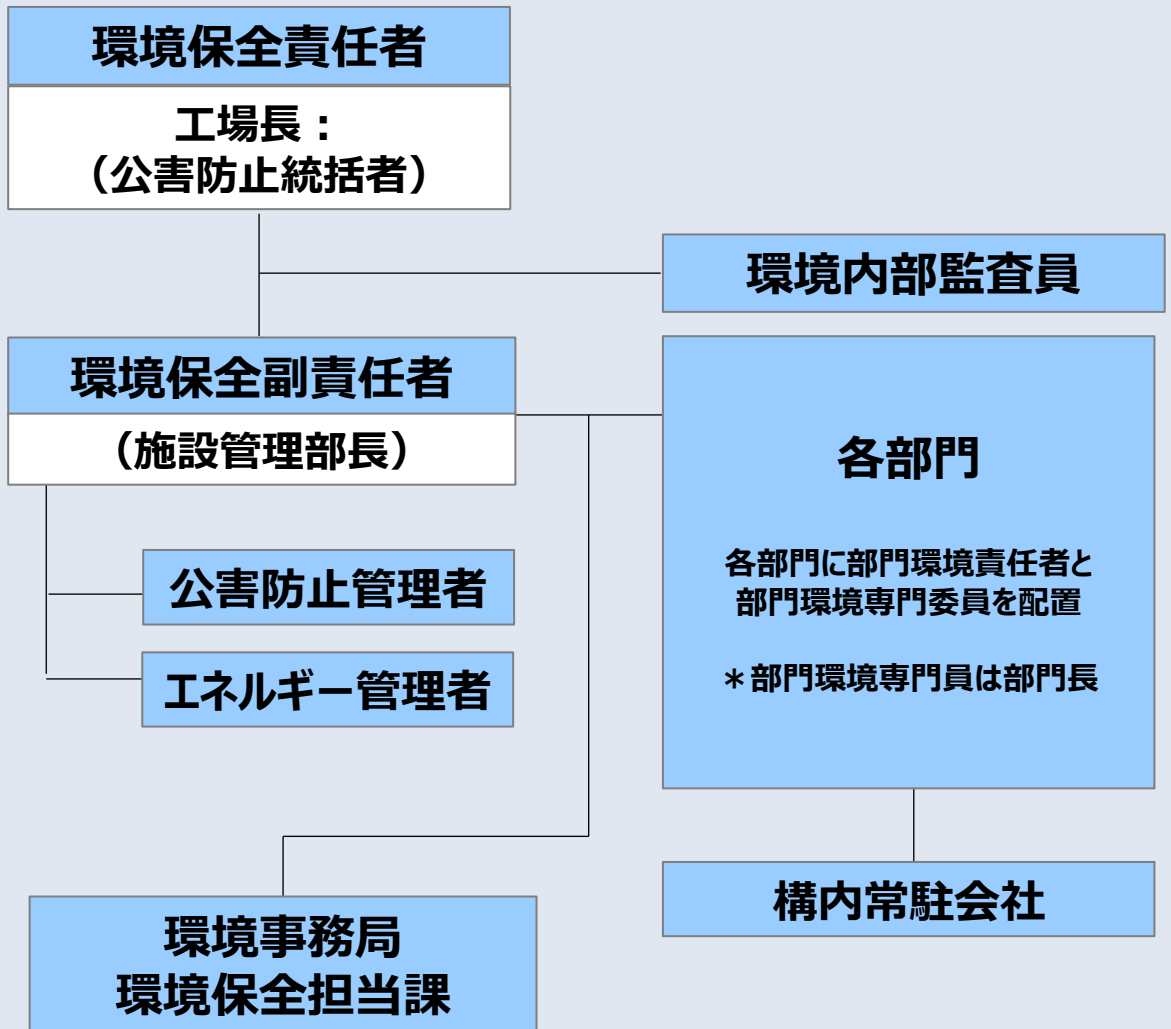 環境保全責任者
工場長：
（公害防止統括者）
環境内部監査員
環境保全副責任者
（施設管理部長）
各部門
各部門に部門環境責任者と
部門環境専門委員を配置
＊部門環境専門員は部門長
公害防止管理者
エネルギー管理者
構内常駐会社
環境事務局
環境保全担当課